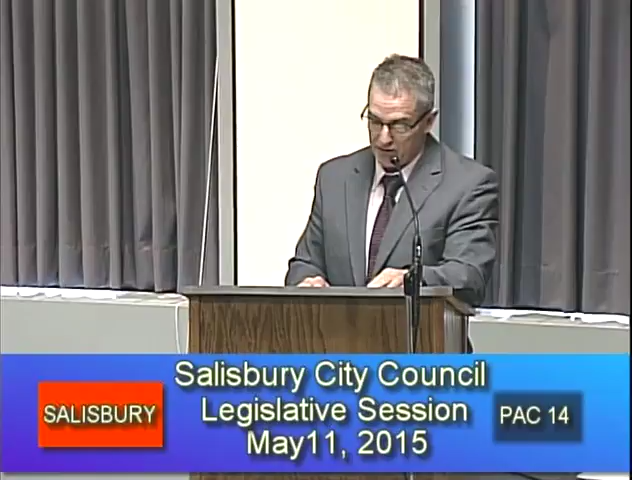 Salisbury City Council
Legislative Session
May11, 2015
SALISBURY
PAC 14